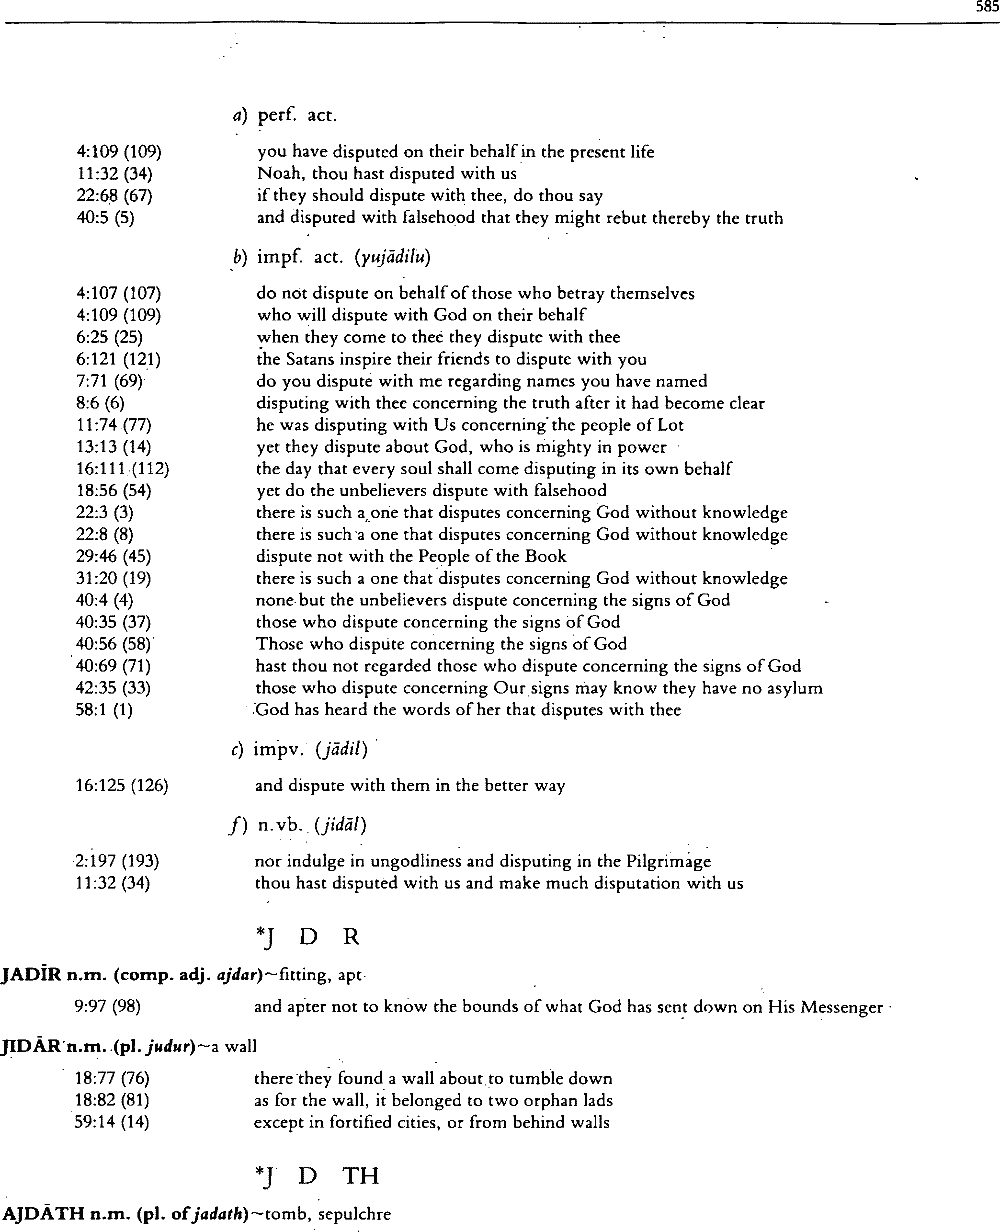 585
a) perf. act.
4:109 (109) you have disputed on their behalf in the present life
11:32 (34) Noah, thou hast disputed with us
22:68 (67) if they should dispute with thee, do thou say
40:5 (5) and disputed with falsehood that they might rebut thereby the truth
b) impf. act. (yujādilu)
4:107 (107) do not dispute on behalf of those who betray themselves
4:109 (109) who will dispute with God on their behalf
6:25 (25) when they come to thee they dispute with thee
6:121 (121) the Satans inspire their friends to dispute with you
7:71 (69) do you dispute with me regarding names you have named
8:6 (6) disputing with thee concerning the truth after it had become clear
11:74 (77) he was disputing with Us concerning the people of Lot
13:13 (14) yet they dispute about God, who is mighty in power
16:111 (112) the day that every soul shall come disputing in its own behalf
18:56 (54) yet do the unbelievers dispute with falsehood
22:3 (3) there is such a one that disputes concerning God without knowledge
22:8 (8) there is such a one that disputes concerning God without knowledge
29:46 (45) dispute not with the People of the Book
31:20 (19) there is such a one that disputes concerning God without knowledge
40:4 (4) none but the unbelievers dispute concerning the signs of God
40:35 (37) those who dispute concerning the signs of God
40:56 (58) Those who dispute concerning the signs of God
40:69 (71) hast thou not regarded those who dispute concerning the signs of God
42:35 (33) those who dispute concerning Our signs may know they have no asylum
58:1 (1) God has heard the words of her that disputes with thee
c) impv. (jādil)
16:125 (126) and dispute with them in the better way
f) n.vb. (jidāl)
2:197 (193) nor indulge in ungodliness and disputing in the Pilgrimage
11:32 (34) thou hast disputed with us and make much disputation with us
*J D R
JADĪR n.m. (comp. adj. ajdar)~fitting, apt
9:97 (98) and apter not to know the bounds of what God has sent down on His Messenger
JIDĀR n.m. (pl. judur)~a wall
18:77 (76) there they found a wall about to tumble down
18:82 (81) as for the wall, it belonged to two orphan lads
59:14 (14) except in fortified cities, or from behind walls
*J D TH
AJDĀTH n.m. (pl. of jadath)~tomb, sepulchre